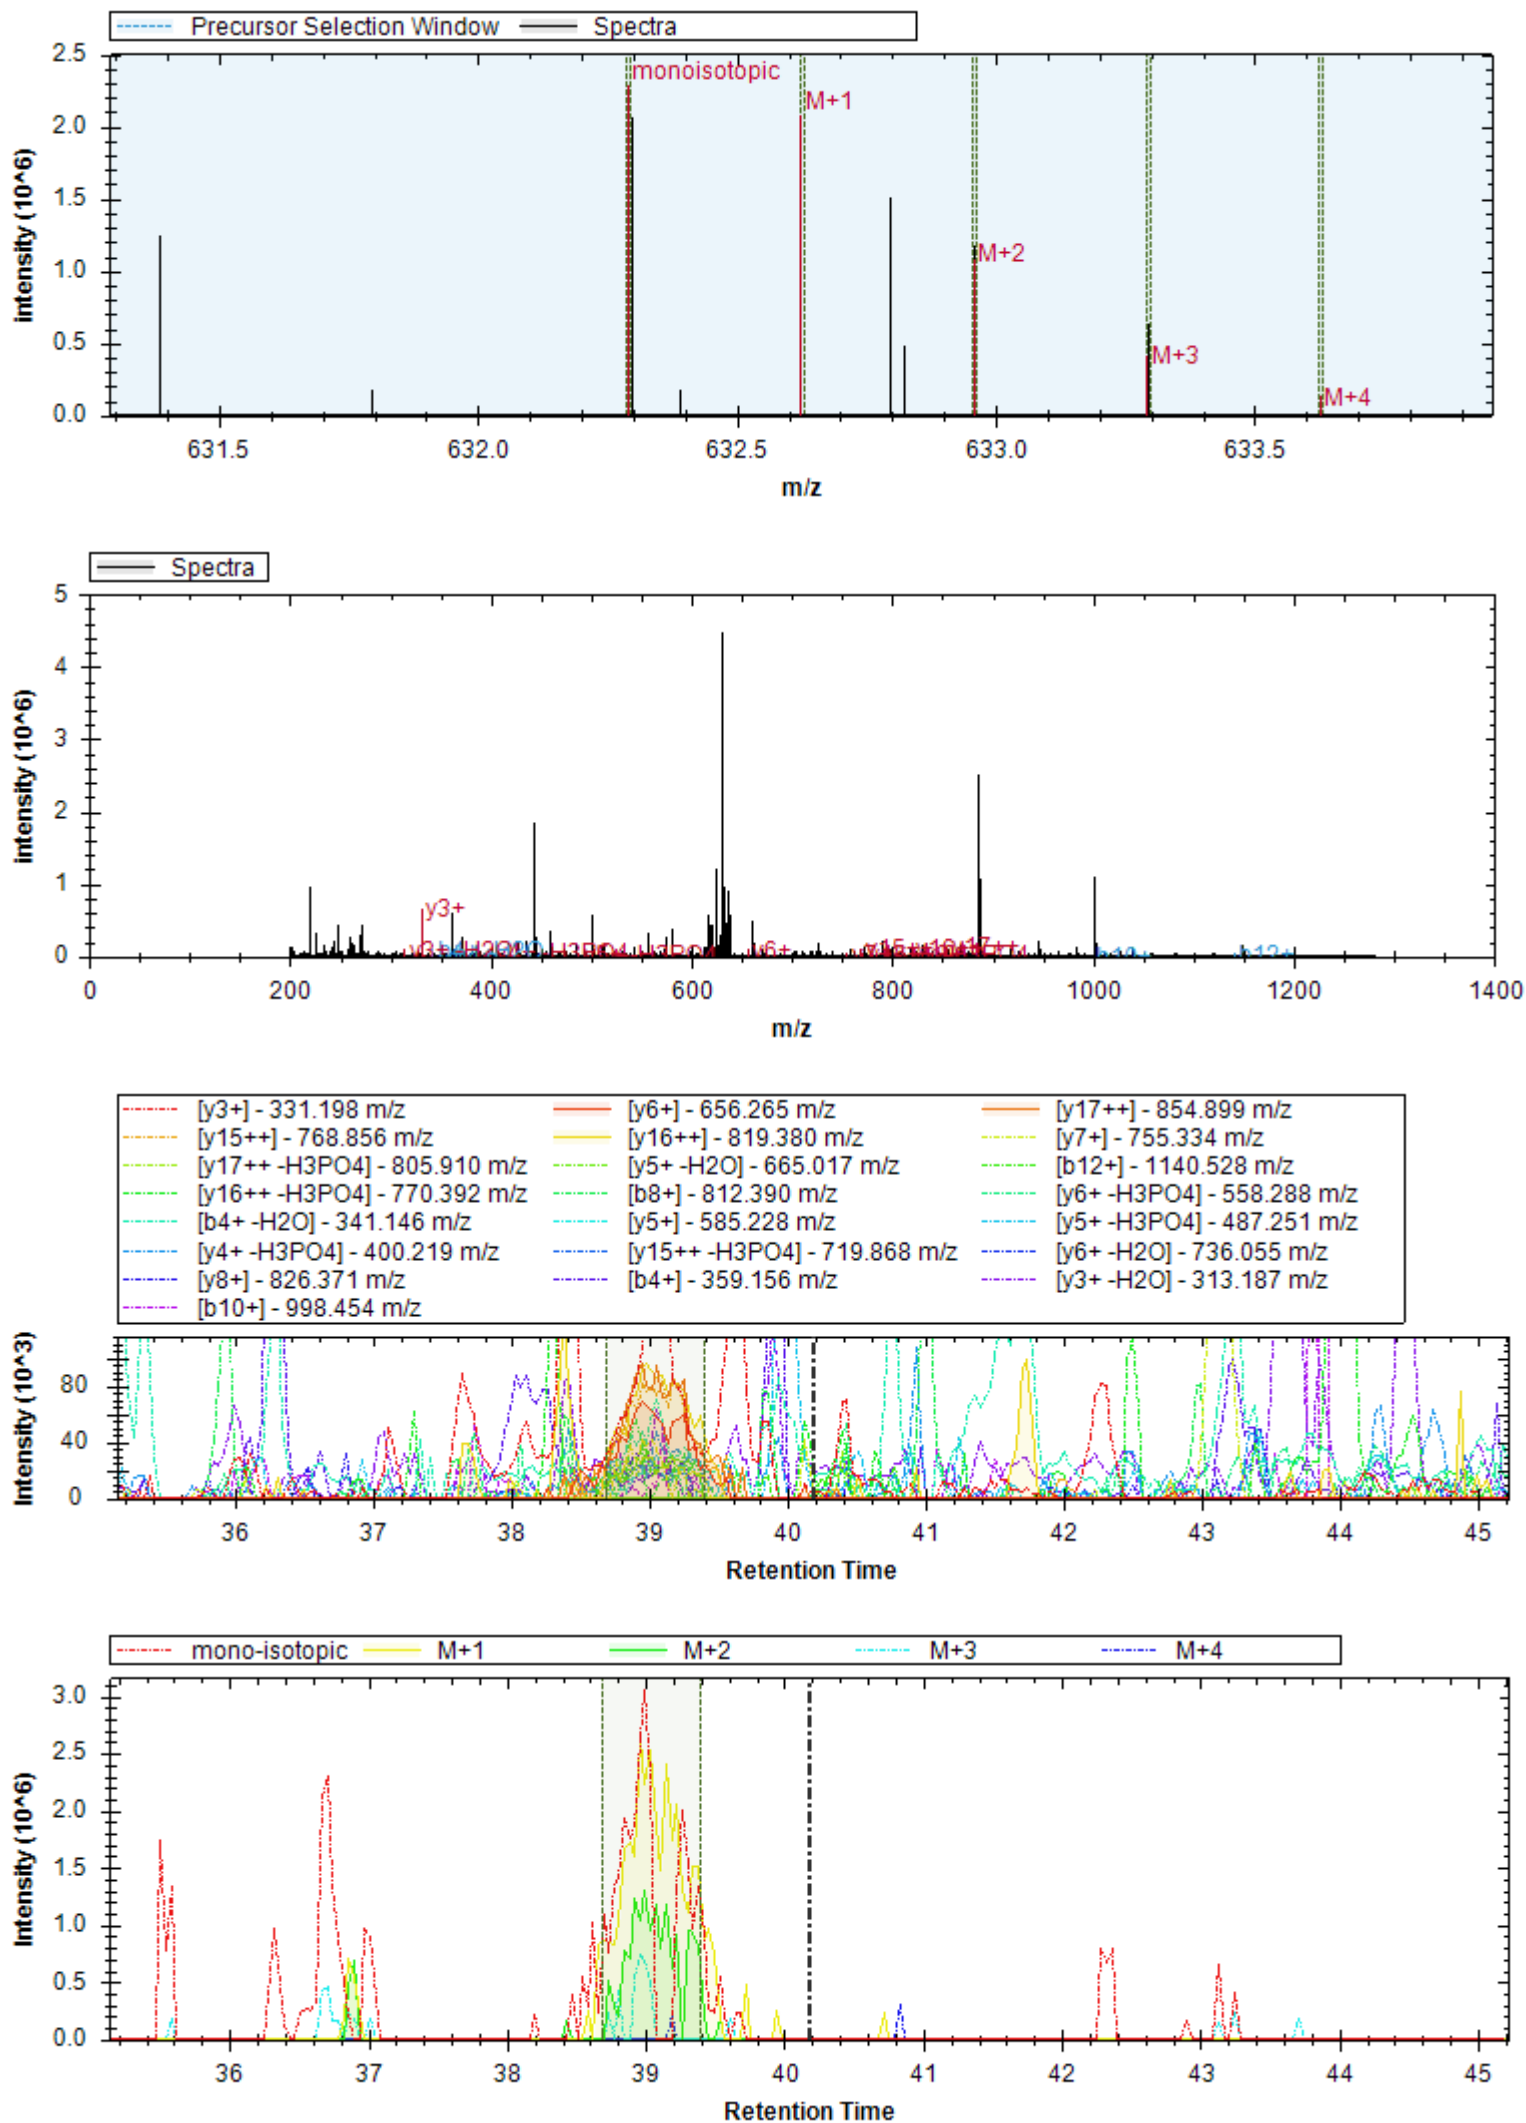 Precursor Selection Window Spectra
2.5
2.0
1.5
1.0
0.5
0.0
intensity (10^6)
monoisotopic
M+1
M+2
M+3
M+4
631.5 632.0 632.5 633.0 633.5
m/z
Spectra
5
4
3
2
1
0
intensity (10^6)
y3+
y6+
b12+
0 200 400 600 800 1000 1200 1400
m/z
[y3+] - 331.198 m/z [y6+] - 656.265 m/z [y17++] - 854.899 m/z
[y15++] - 768.856 m/z [y16++] - 819.380 m/z [y7+] - 755.334 m/z
[y17++ -H3PO4] - 805.910 m/z [y5+ -H2O] - 665.017 m/z [b12+] - 1140.528 m/z
[y16++ -H3PO4] - 770.392 m/z [b8+] - 812.390 m/z [y6+ -H3PO4] - 558.288 m/z
[b4+ -H2O] - 341.146 m/z [y5+] - 585.228 m/z [y5+ -H3PO4] - 487.251 m/z
[y4+ -H3PO4] - 400.219 m/z [y15++ -H3PO4] - 719.868 m/z [y6+ -H2O] - 736.055 m/z
[y8+] - 826.371 m/z [b4+] - 359.156 m/z [y3+ -H2O] - 313.187 m/z
[b10+] - 998.454 m/z
80
40
0
Intensity (10^3)
36 37 38 39 40 41 42 43 44 45
Retention Time
mono-isotopic M+1 M+2 M+3 M+4
3.0
2.5
2.0
1.5
1.0
0.5
0.0
Intensity (10^6)
36 37 38 39 40 41 42 43 44 45
Retention Time